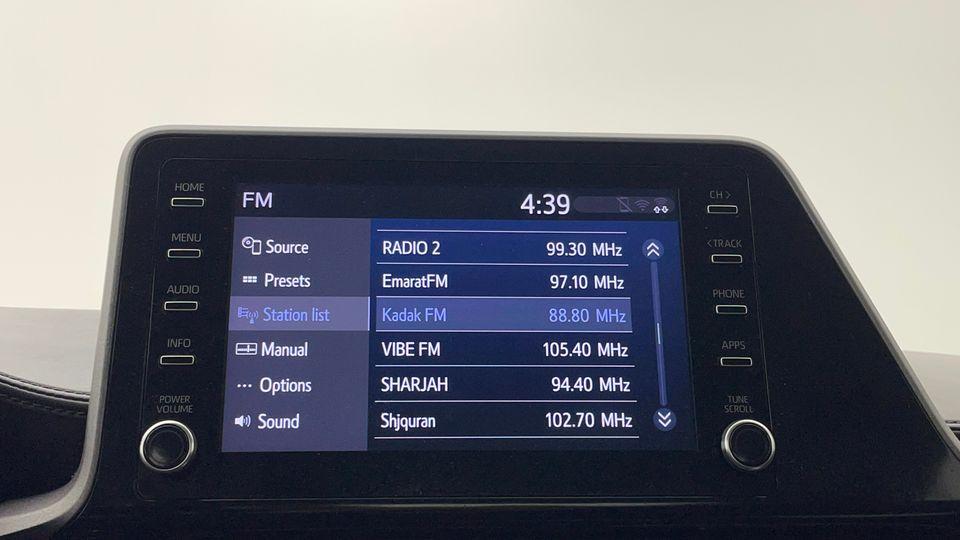 HOME
MENU
AUDIO
INFO
POWER
VOLUME
FM
4:39
Source
Presets
Station list
Manual
Options
Sound
RADIO 2 99.30 MHz
EmaratFM 97.10 MHz
Kadak FM 88.80 MHz
VIBE FM 105.40 MHz
SHARJAH 94.40 MHz
Shjquran 102.70 MHz
CH >
< TRACK
PHONE
APPS
TUNE
SCROLL